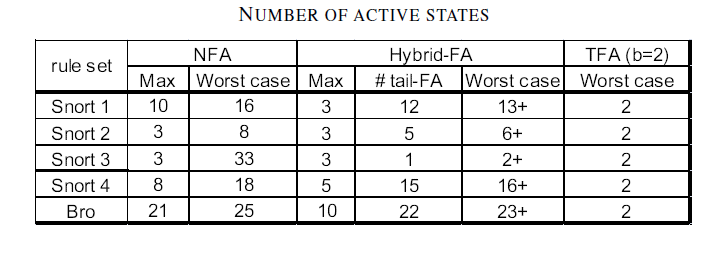 NUMBER OF ACTIVE STATES
rule set NFA Hybrid-FA TFA (b=2)
Max Worst case Max # tail-FA Worst case Worst case
Snort 1 10 16 3 12 13+ 2
Snort 2 3 8 3 5 6+ 2
Snort 3 3 33 3 1 2+ 2
Snort 4 8 18 5 15 16+ 2
Bro 21 25 10 22 23+ 2